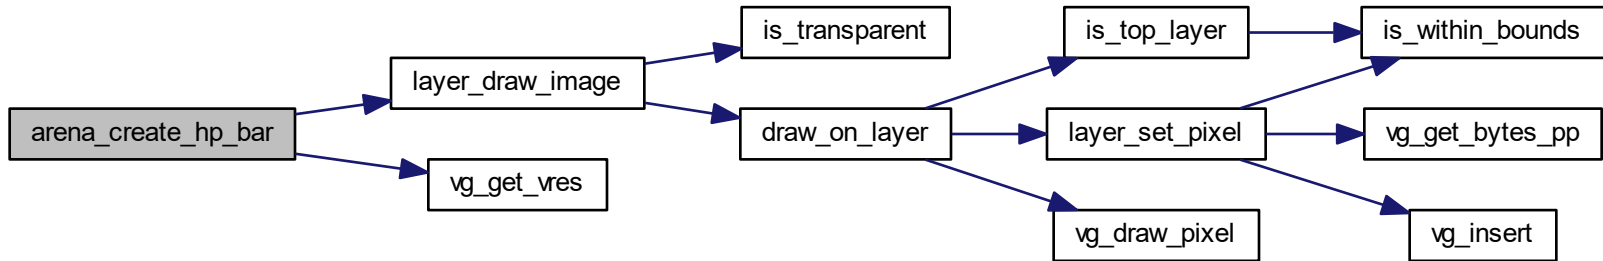 is_transparent
is_top_layer
is_within_bounds
layer_draw_image
arena_create_hp_bar
draw_on_layer
layer_set_pixel
vg_get_bytes_pp
vg_get_vres
vg_draw_pixel
vg_insert